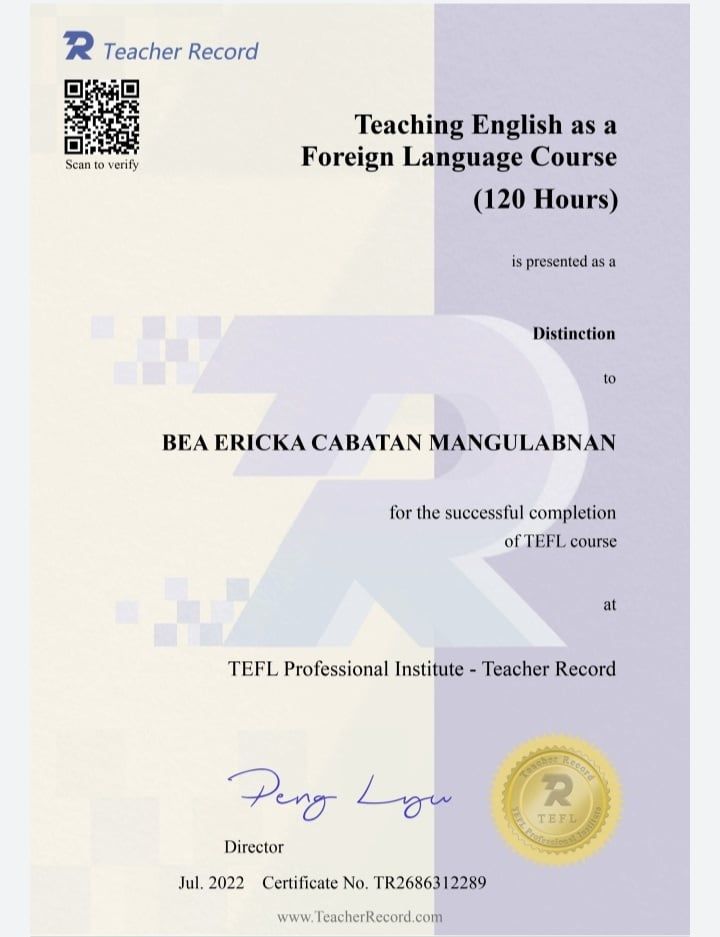 Teacher Record
Scan to verify
Teaching English as a
Foreign Language Course
(120 Hours)
is presented as a
Distinction
to
BEA ERICKA CABATAN MANGULABNAN
for the successful completion
of TEFL course
at
TEFL Professional Institute - Teacher Record
Peng Lyu
Teacher Record
R
TEFL
TEFL Professional Institute
Director
Jul. 2022 Certificate No. TR2686312289
www.TeacherRecord.com